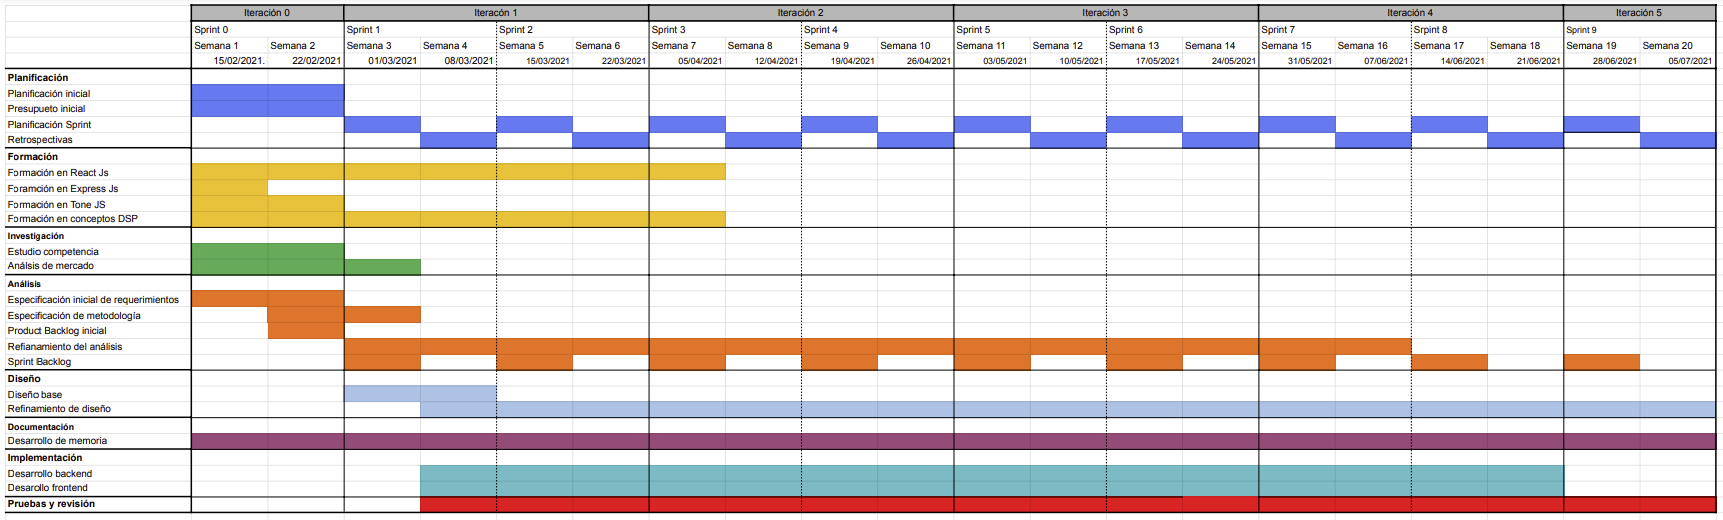 Iteración 0 Iteracón 1 Iteración 2 Iteración 3 Iteración 4 Iteración 5
Sprint 0 Sprint 1 Sprint 2 Sprint 3 Sprint 4 Sprint 5 Sprint 6 Sprint 7 Srpint 8 Sprint 9
Semana 1 Semana 2 Semana 3 Semana 4 Semana 5 Semana 6 Semana 7 Semana 8 Semana 9 Semana 10 Semana 11 Semana 12 Semana 13 Semana 14 Semana 15 Semana 16 Semana 17 Semana 18 Semana 19 Semana 20
15/02/2021. 22/02/2021 01/03/2021 08/03/2021 15/03/2021 22/03/2021 05/04/2021 12/04/2021 19/04/2021 26/04/2021 03/05/2021 10/05/2021 17/05/2021 24/05/2021 31/05/2021 07/06/2021 14/06/2021 21/06/2021 28/06/2021 05/07/2021
Planificación
Planificación inicial
Presupueto inicial
Planificación Sprint
Retrospectivas
Formación
Formación en React Js
Foramción en Express Js
Formación en Tone JS
Formación en conceptos DSP
Investigación
Estudio competencia
Análsis de mercado
Análisis
Especificación inicial de requerimientos
Especificación de metodología
Product Backlog inicial
Refianamiento del análisis
Sprint Backlog
Diseño
Diseño base
Refinamiento de diseño
Documentación
Desarrollo de memoria
Implementación
Desarrollo backend
Desarrollo frontend
Pruebas y revisión